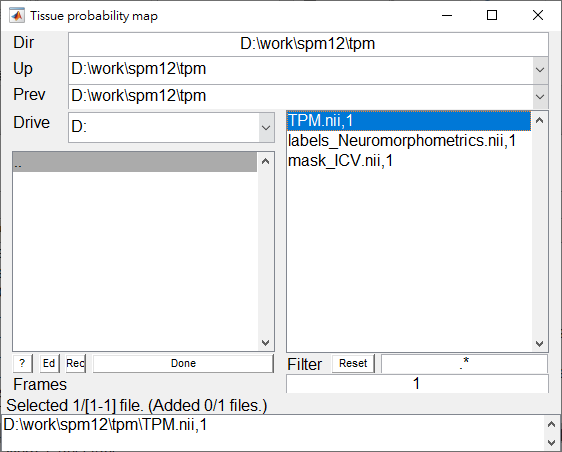 Tissue probability map
Dir D:\work\spm12\tpm
Up D:\work\spm12\tpm
Prev D:\work\spm12\tpm
Drive D:
TPM.nii,1
labels_Neuromorphometrics.nii,1
mask_ICV.nii,1
..
? Ed Rec Done
Filter Reset .*
Frames 1
Selected 1/[1-1] file. (Added 0/1 files.)
D:\work\spm12\tpm\TPM.nii,1